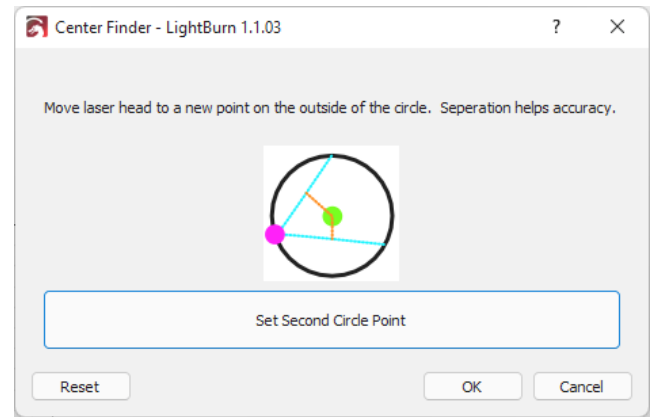 Center Finder - LightBurn 1.1.03
Move laser head to a new point on the outside of the circle.  Seperation helps accuracy.
Set Second Circle Point
Reset
OK
Cancel